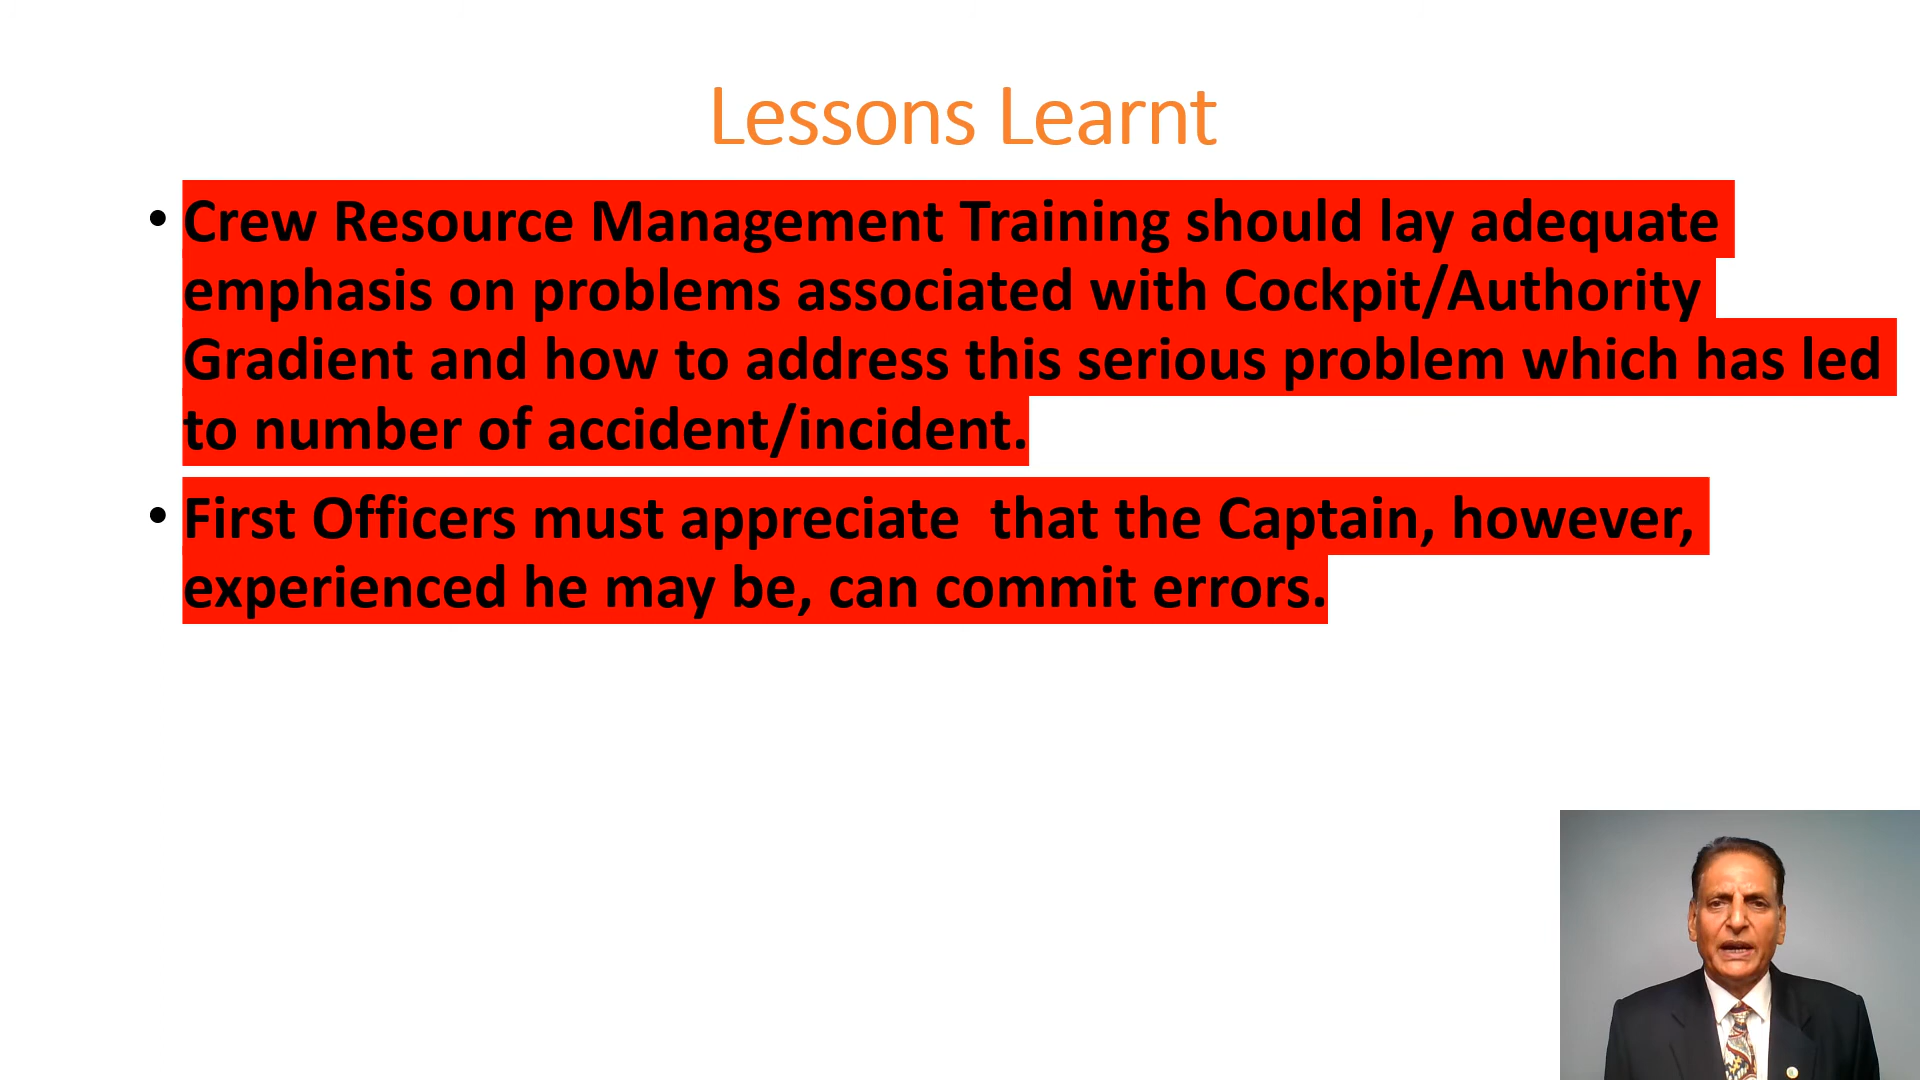 Lessons Learnt
• Crew Resource Management Training should lay adequate
emphasis on problems associated with Cockpit/Authority
Gradient and how to address this serious problem which has led
to number of accident/incident.
• First Officers must appreciate  that the Captain, however,
experienced he may be, can commit errors.